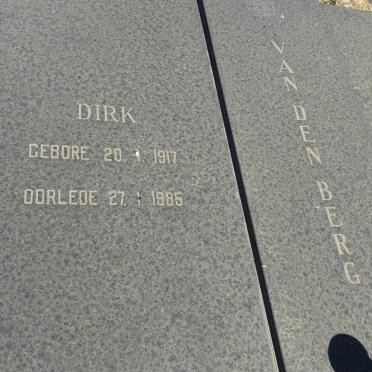 DIRK
GEBORE 20. 1. 1917
OORLEDE 27. 1. 1985
VAN DEN BERG